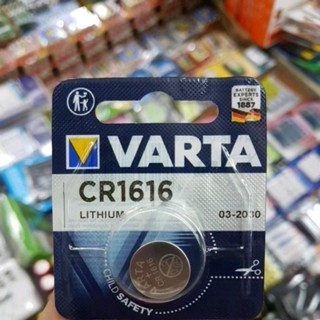 BATTERY
EXPERTS
SINCE
1887
VARTA
CR1616
LITHIUM
03-2030
CHILD SAFETY